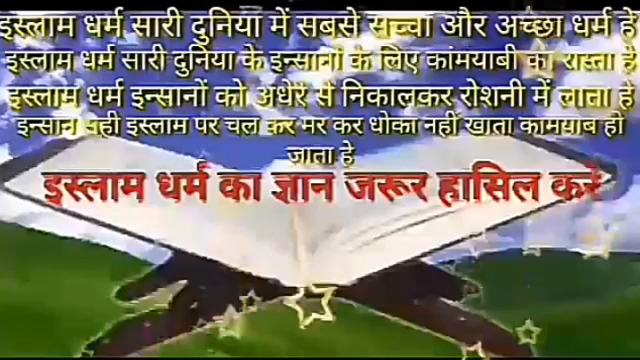 इस्लाम धर्म सारी दुनिया में सबसे सच्चा और अच्छा धर्म हे
इस्लाम धर्म सारी दुनिया के इन्सानों के लिए कांमयाबी का रास्ता हे
इस्लाम धर्म इन्सानों को अंधेरे से निकालकर रोशनी में लाता हे
इन्सान सही इस्लाम पर चल कर मर कर धोका नहीं खाता कामयाब हो
जाता हे
इस्लाम धर्म का ज्ञान जरूर हासिल करे